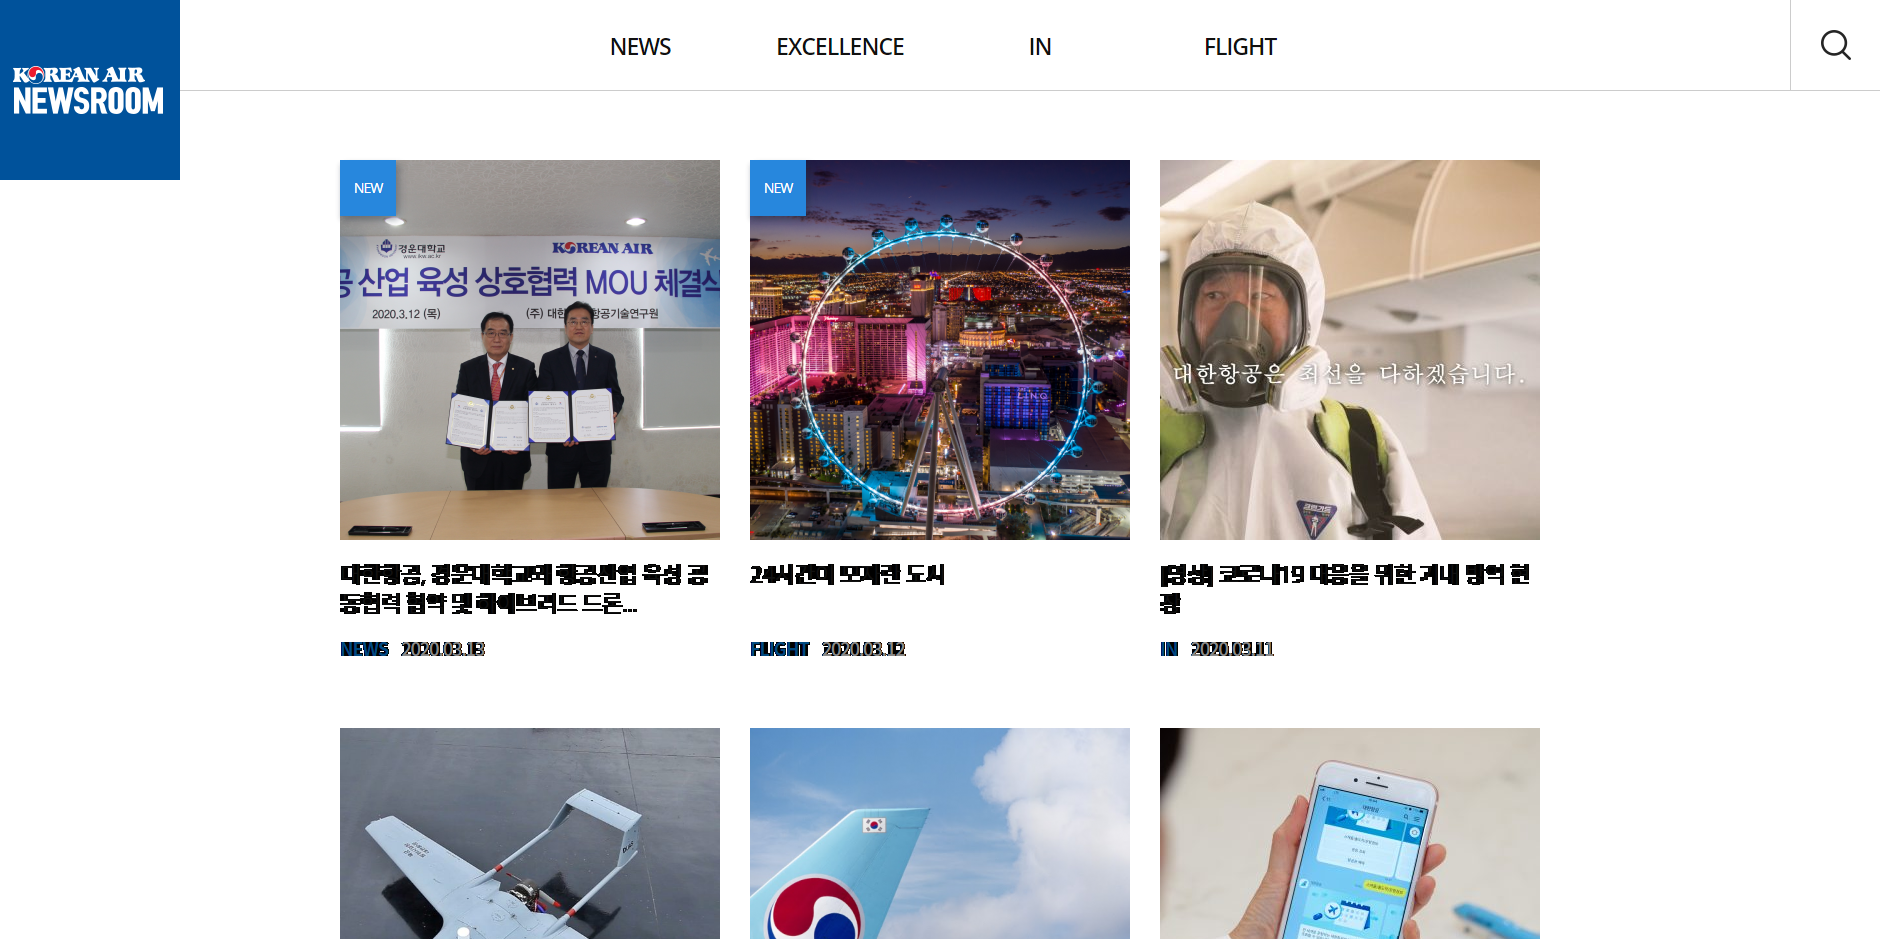 KOREAN AIR
NEWSROOM
NEWS
EXCELLENCE
IN
FLIGHT
NEW
NEW
경운대학교
www.ikw.ac.kr
KOREAN AIR
공 산업 육성 상호협력 MOU 체결식
2020.3.12 (목)
(주) 대한 항공기술연구원
LINQ
대한항공은 최선을 다하겠습니다.
대한항공, 경운대학교와 항공산업 육성 공
동협력 협약 및 하이브리드 드론...
24시간이 모자란 도시
[영상] 코로나19 대응을 위한 기내 방역 현
장
NEWS 2020.03.13
FLIGHT 2020.03.12
IN 2020.03.11
대한항공